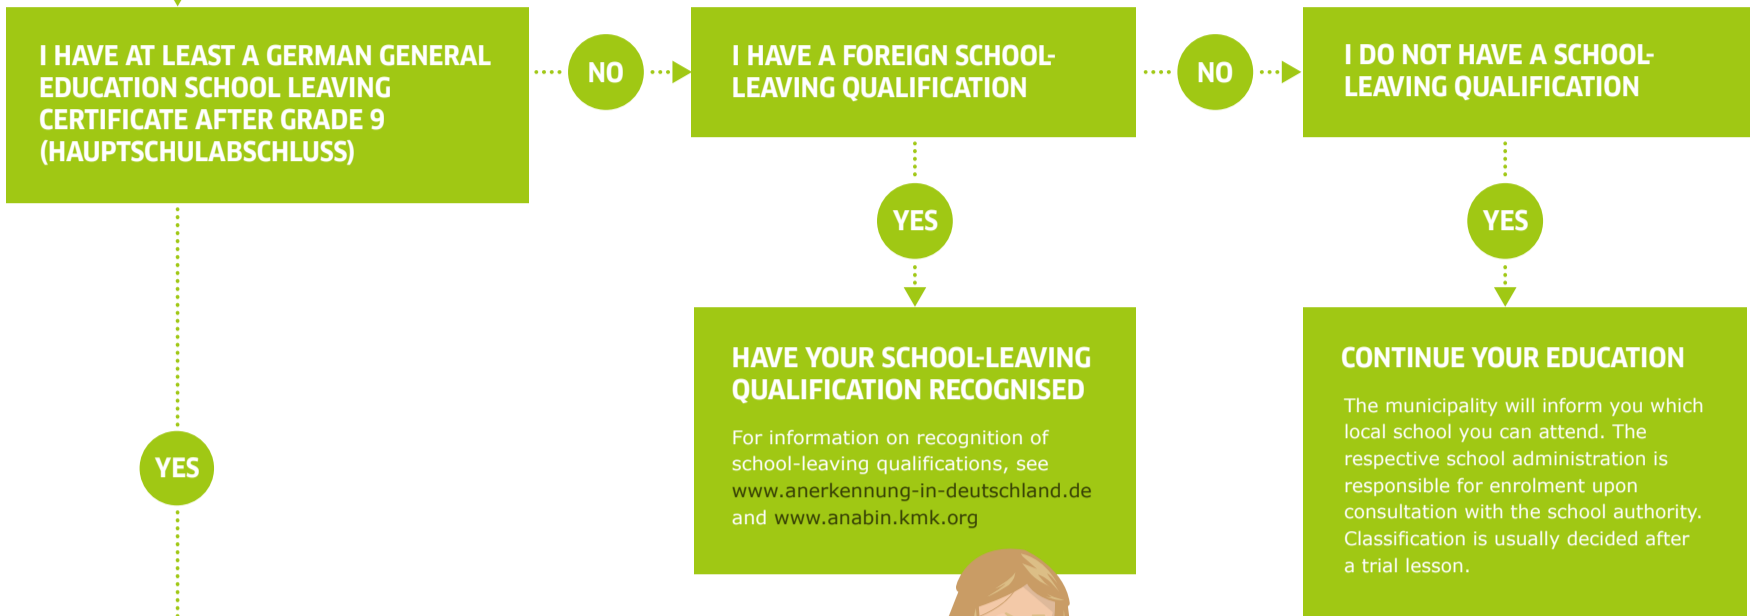 I HAVE AT LEAST A GERMAN GENERAL
EDUCATION SCHOOL LEAVING
CERTIFICATE AFTER GRADE 9
(HAUPTSCHULABSCHLUSS)
NO
I HAVE A FOREIGN SCHOOL-
LEAVING QUALIFICATION
NO
I DO NOT HAVE A SCHOOL-
LEAVING QUALIFICATION
YES
YES
YES
HAVE YOUR SCHOOL-LEAVING
QUALIFICATION RECOGNISED
For information on recognition of
school-leaving qualifications, see
www.anerkennung-in-deutschland.de
and www.anabin.kmk.org
CONTINUE YOUR EDUCATION
The municipality will inform you which
local school you can attend. The
respective school administration is
responsible for enrolment upon
consultation with the school authority.
Classification is usually decided after
a trial lesson.